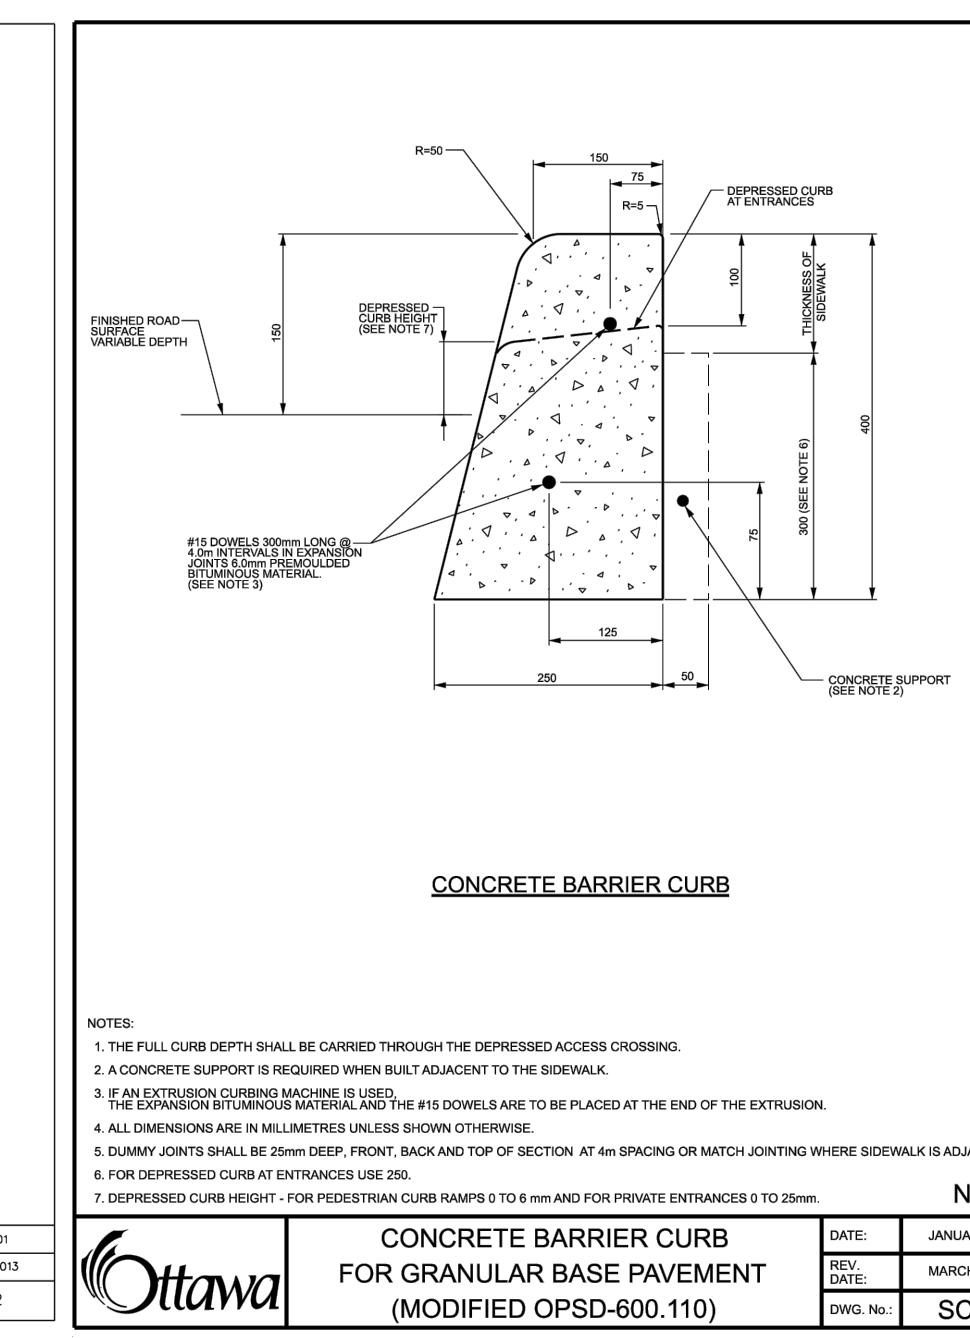 R=50
150
75
R=5
DEPRESSED CURB
AT ENTRANCES
100
THICKNESS OF
SIDEWALK
DEPRESSED
CURB HEIGHT
(SEE NOTE 7)
FINISHED ROAD
SURFACE
VARIABLE DEPTH
150
400
300 (SEE NOTE 6)
75
#15 DOWELS 300mm LONG @
4.0m INTERVALS IN EXPANSION
JOINTS 6.0mm PREMOULDED
BITUMINOUS MATERIAL.
(SEE NOTE 3)
125
250
50
CONCRETE SUPPORT
(SEE NOTE 2)
CONCRETE BARRIER CURB
NOTES:
1. THE FULL CURB DEPTH SHALL BE CARRIED THROUGH THE DEPRESSED ACCESS CROSSING.
2. A CONCRETE SUPPORT IS REQUIRED WHEN BUILT ADJACENT TO THE SIDEWALK.
3. IF AN EXTRUSION CURBING MACHINE IS USED,
THE EXPANSION BITUMINOUS MATERIAL AND THE #15 DOWELS ARE TO BE PLACED AT THE END OF THE EXTRUSION.
4. ALL DIMENSIONS ARE IN MILLIMETRES UNLESS SHOWN OTHERWISE.
5. DUMMY JOINTS SHALL BE 25mm DEEP, FRONT, BACK AND TOP OF SECTION AT 4m SPACING OR MATCH JOINTING WHERE SIDEWALK IS
6. FOR DEPRESSED CURB AT ENTRANCES USE 250.
7. DEPRESSED CURB HEIGHT - FOR PEDESTRIAN CURB RAMPS 0 TO 6 mm AND FOR PRIVATE ENTRANCES 0 TO 25mm.
Ottawa
CONCRETE BARRIER CURB
FOR GRANULAR BASE PAVEMENT
(MODIFIED OPSD-600.110)
DATE:
REV.
DATE:
MARCH
DWG. No.:
SC
01
013